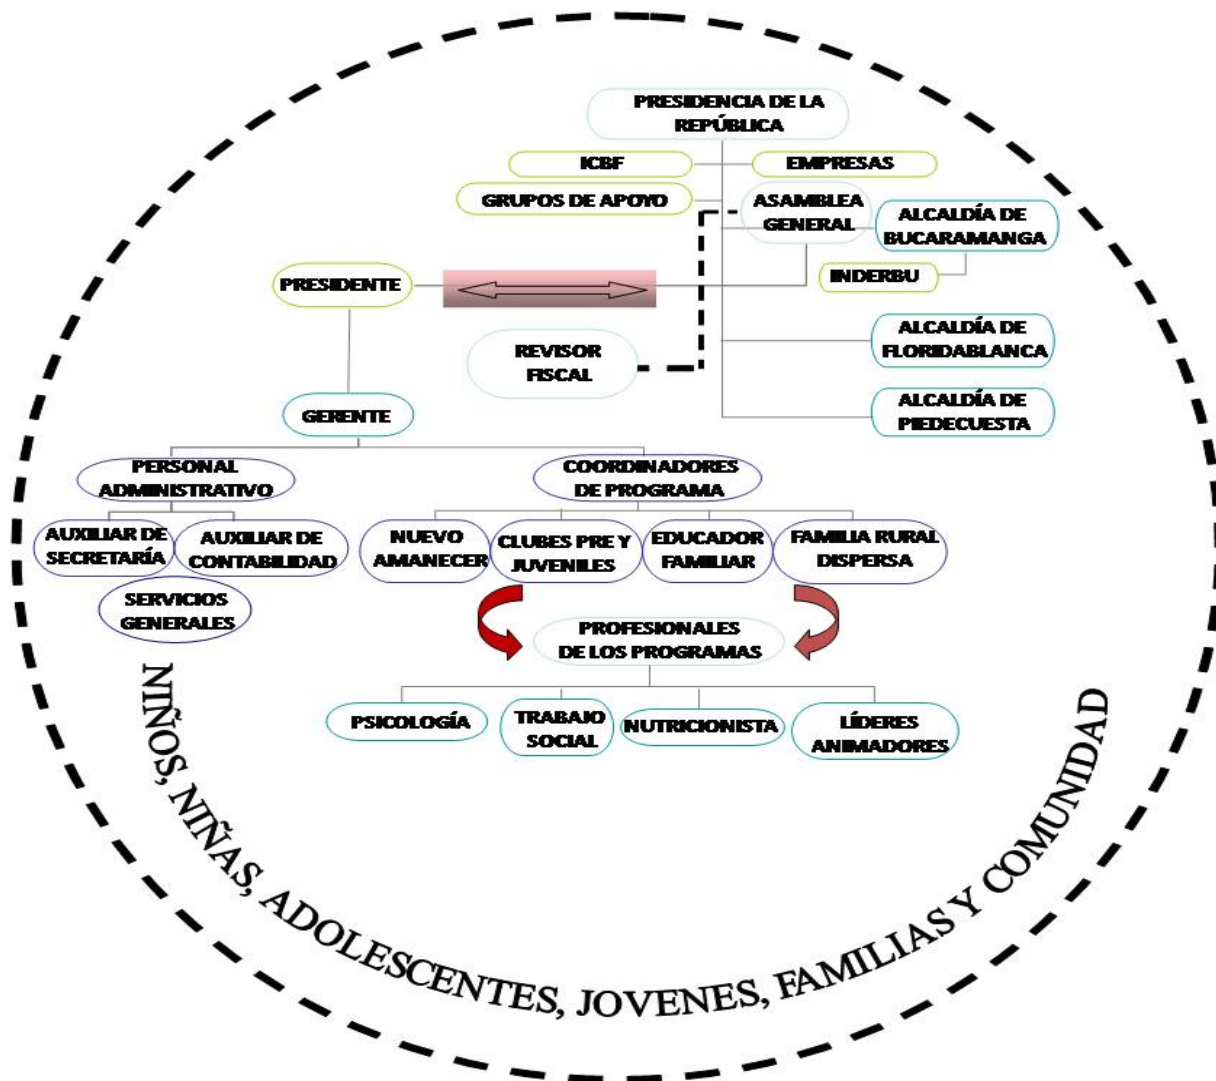 PRESIDENCIA DE LA
REPÚBLICA
ICBF
EMPRESAS
GRUPOS DE APOYO
ASAMBLEA
GENERAL
ALCALDÍA DE
BUCARAMANGA
PRESIDENTE
INDERBU
REVISOR
FISCAL
ALCALDÍA DE
FLORIDABLANCA
GERENTE
ALCALDÍA DE
PIEDECUESTA
PERSONAL
ADMINISTRATIVO
COORDINADORES
DE PROGRAMA
AUXILIAR DE
SECRETARÍA
AUXILIAR DE
CONTABILIDAD
NUEVO
AMANECER
CLUBES PRE Y
JUVENILES
EDUCADOR
FAMILIAR
FAMILIA RURAL
DISPERSA
SERVICIOS
GENERALES
PROFESIONALES
DE LOS PROGRAMAS
PSICOLOGÍA
TRABAJO
SOCIAL
NUTRICIONISTA
LÍDERES
ANIMADORES
NIÑOS, NIÑAS, ADOLESCENTES, JOVENES, FAMILIAS Y COMUNIDAD